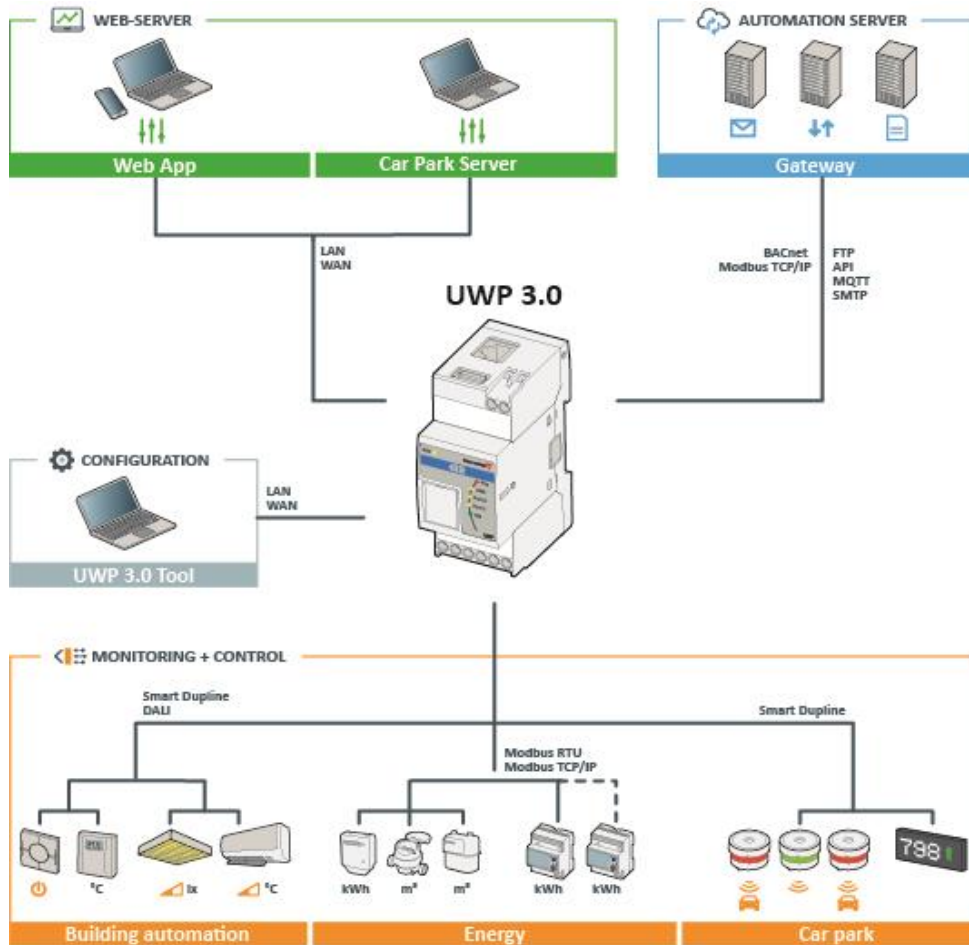 WEB-SERVER
Web App
Car Park Server
AUTOMATION SERVER
Gateway
LAN
WAN
BACnet
Modbus TCP/IP
FTP
API
MQTT
SMTP
UWP 3.0
CONFIGURATION
UWP 3.0 Tool
LAN
WAN
MONITORING + CONTROL
Smart Dupline
DALI
Smart Dupline
Modbus RTU
Modbus TCP/IP
798
°C
lx
°C
kWh
m³
m³
kWh
kWh
Building automation
Energy
Car park